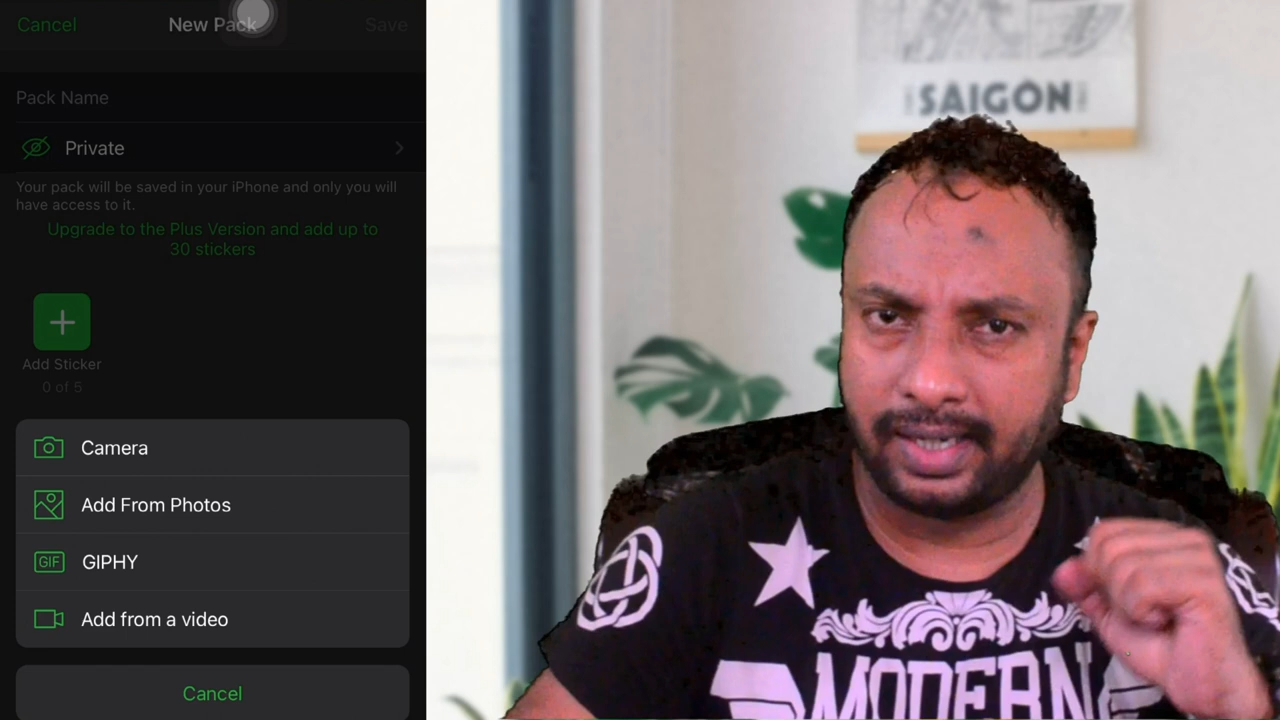 Cancel
New Pack
Save
Pack Name
Private
Your pack will be saved in your iPhone and only you will
have access to it.
Upgrade to the Plus Version and add up to
30 stickers
Add Sticker
0 of 5
Camera
Add From Photos
GIF
GIPHY
Add from a video
Cancel
SAIGÒN
MODERN